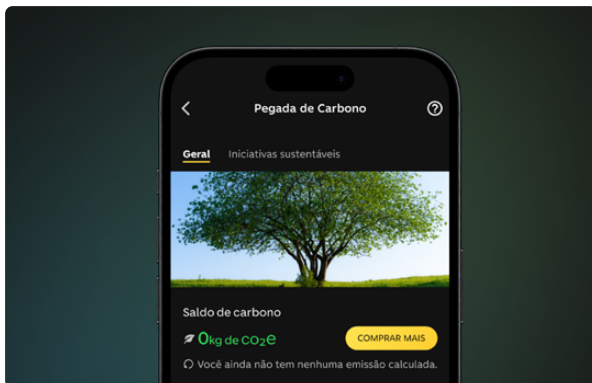 Pegada de Carbono
Geral Iniciativas sustentáveis
Saldo de carbono
0kg de CO₂e
COMPRAR MAIS
Você ainda não tem nenhuma emissão calculada.